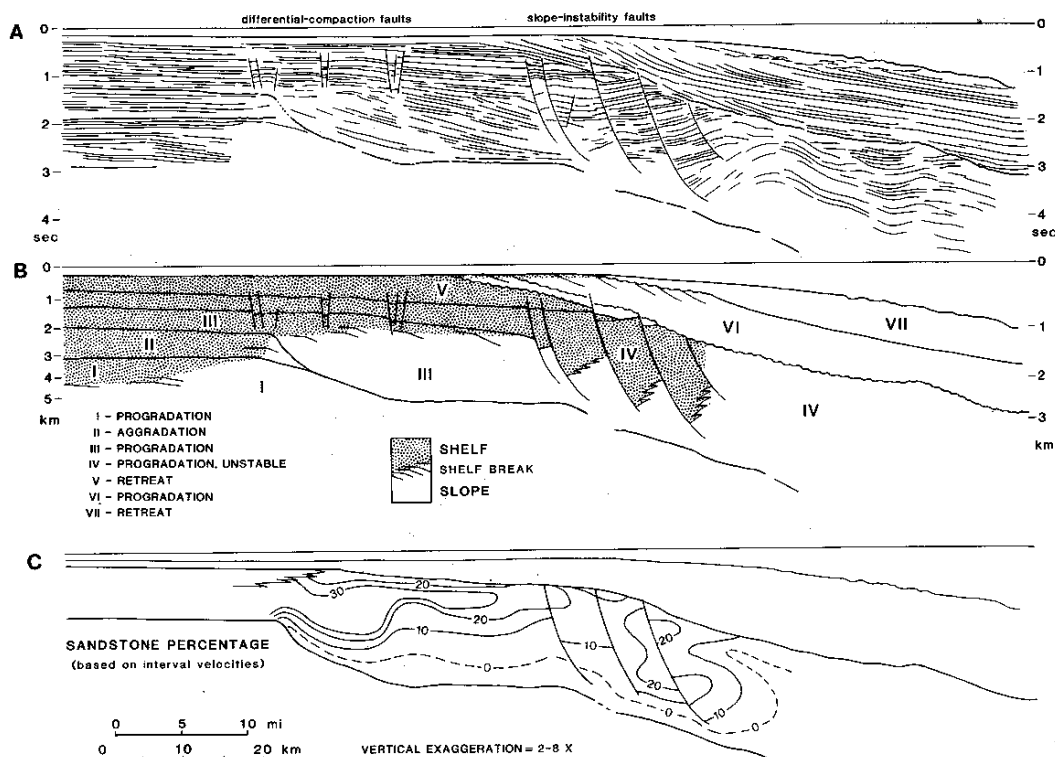 differential-compaction faults
slope-instability faults
A
0
1
2
3
4
sec
0
1
2
3
4
sec
B
0
1
2
3
4
5
km
0
1
2
3
km
V
III
II
I
I
III
IV
VI
VII
IV
I - PROGRADATION
II - AGGRADATION
III - PROGRADATION
IV - PROGRADATION, UNSTABLE
V - RETREAT
VI - PROGRADATION
VII - RETREAT
SHELF
SHELF BREAK
SLOPE
C
30
20
20
10
0
10
20
20
0
10
SANDSTONE PERCENTAGE
(based on interval velocities)
0 5 10 mi
0 10 20 km
VERTICAL EXAGGERATION = 2-8 X